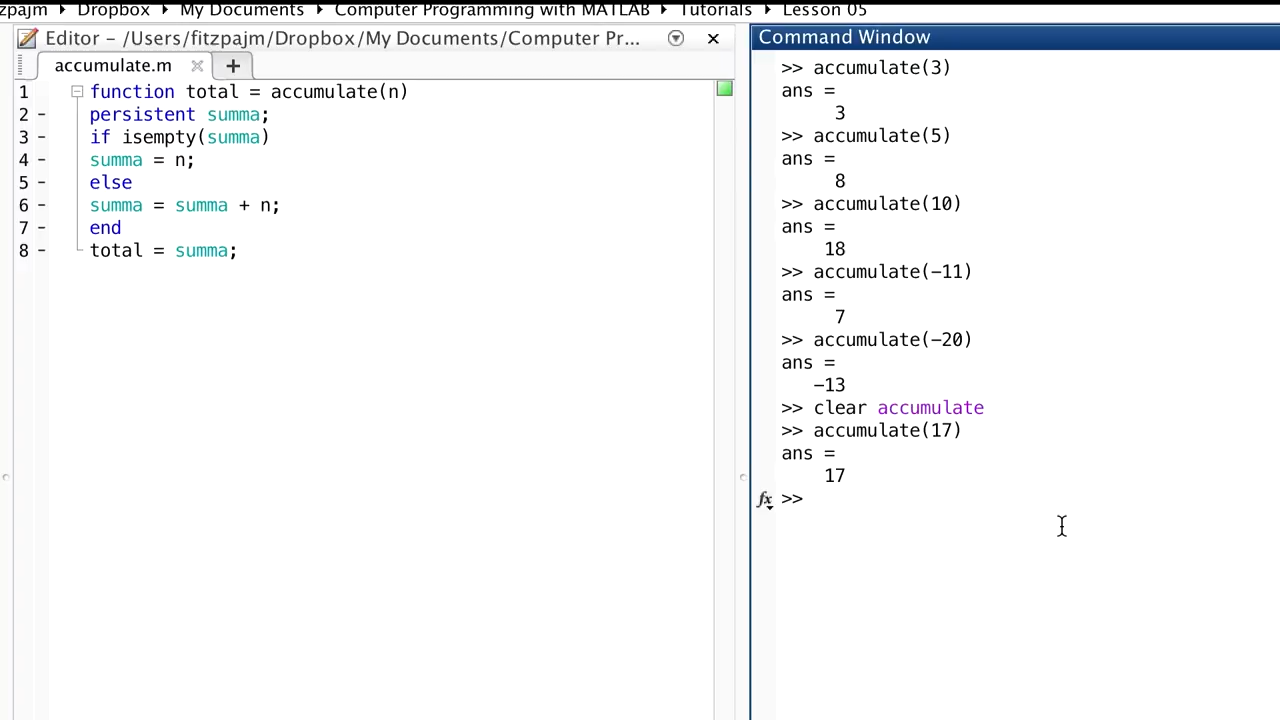 zpajm ▸ Dropbox ▸ My Documents ▸ Computer Programming with MATLAB ▸ Tutorials ▸ Lesson 05
Editor – /Users/fitzpajm/Dropbox/My Documents/Computer Pr...
accumulate.m
1 function total = accumulate(n)
2 - persistent summa;
3 - if isempty(summa)
4 - summa = n;
5 - else
6 - summa = summa + n;
7 - end
8 - total = summa;
Command Window
>> accumulate(3)
ans =
3
>> accumulate(5)
ans =
8
>> accumulate(10)
ans =
18
>> accumulate(-11)
ans =
7
>> accumulate(-20)
ans =
-13
>> clear accumulate
>> accumulate(17)
ans =
17
fx >>